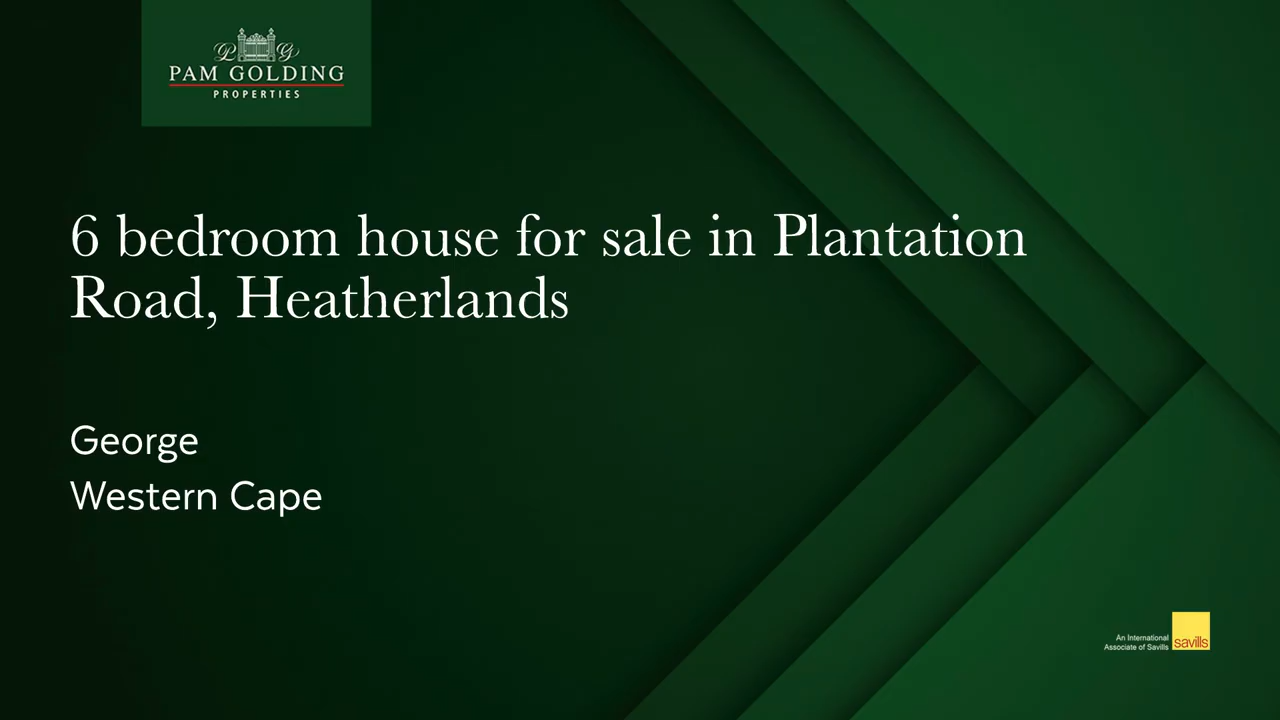 P G
PAM GOLDING
PROPERTIES
6 bedroom house for sale in Plantation
Road, Heatherlands
George
Western Cape
An International
Associate of Savills
savills